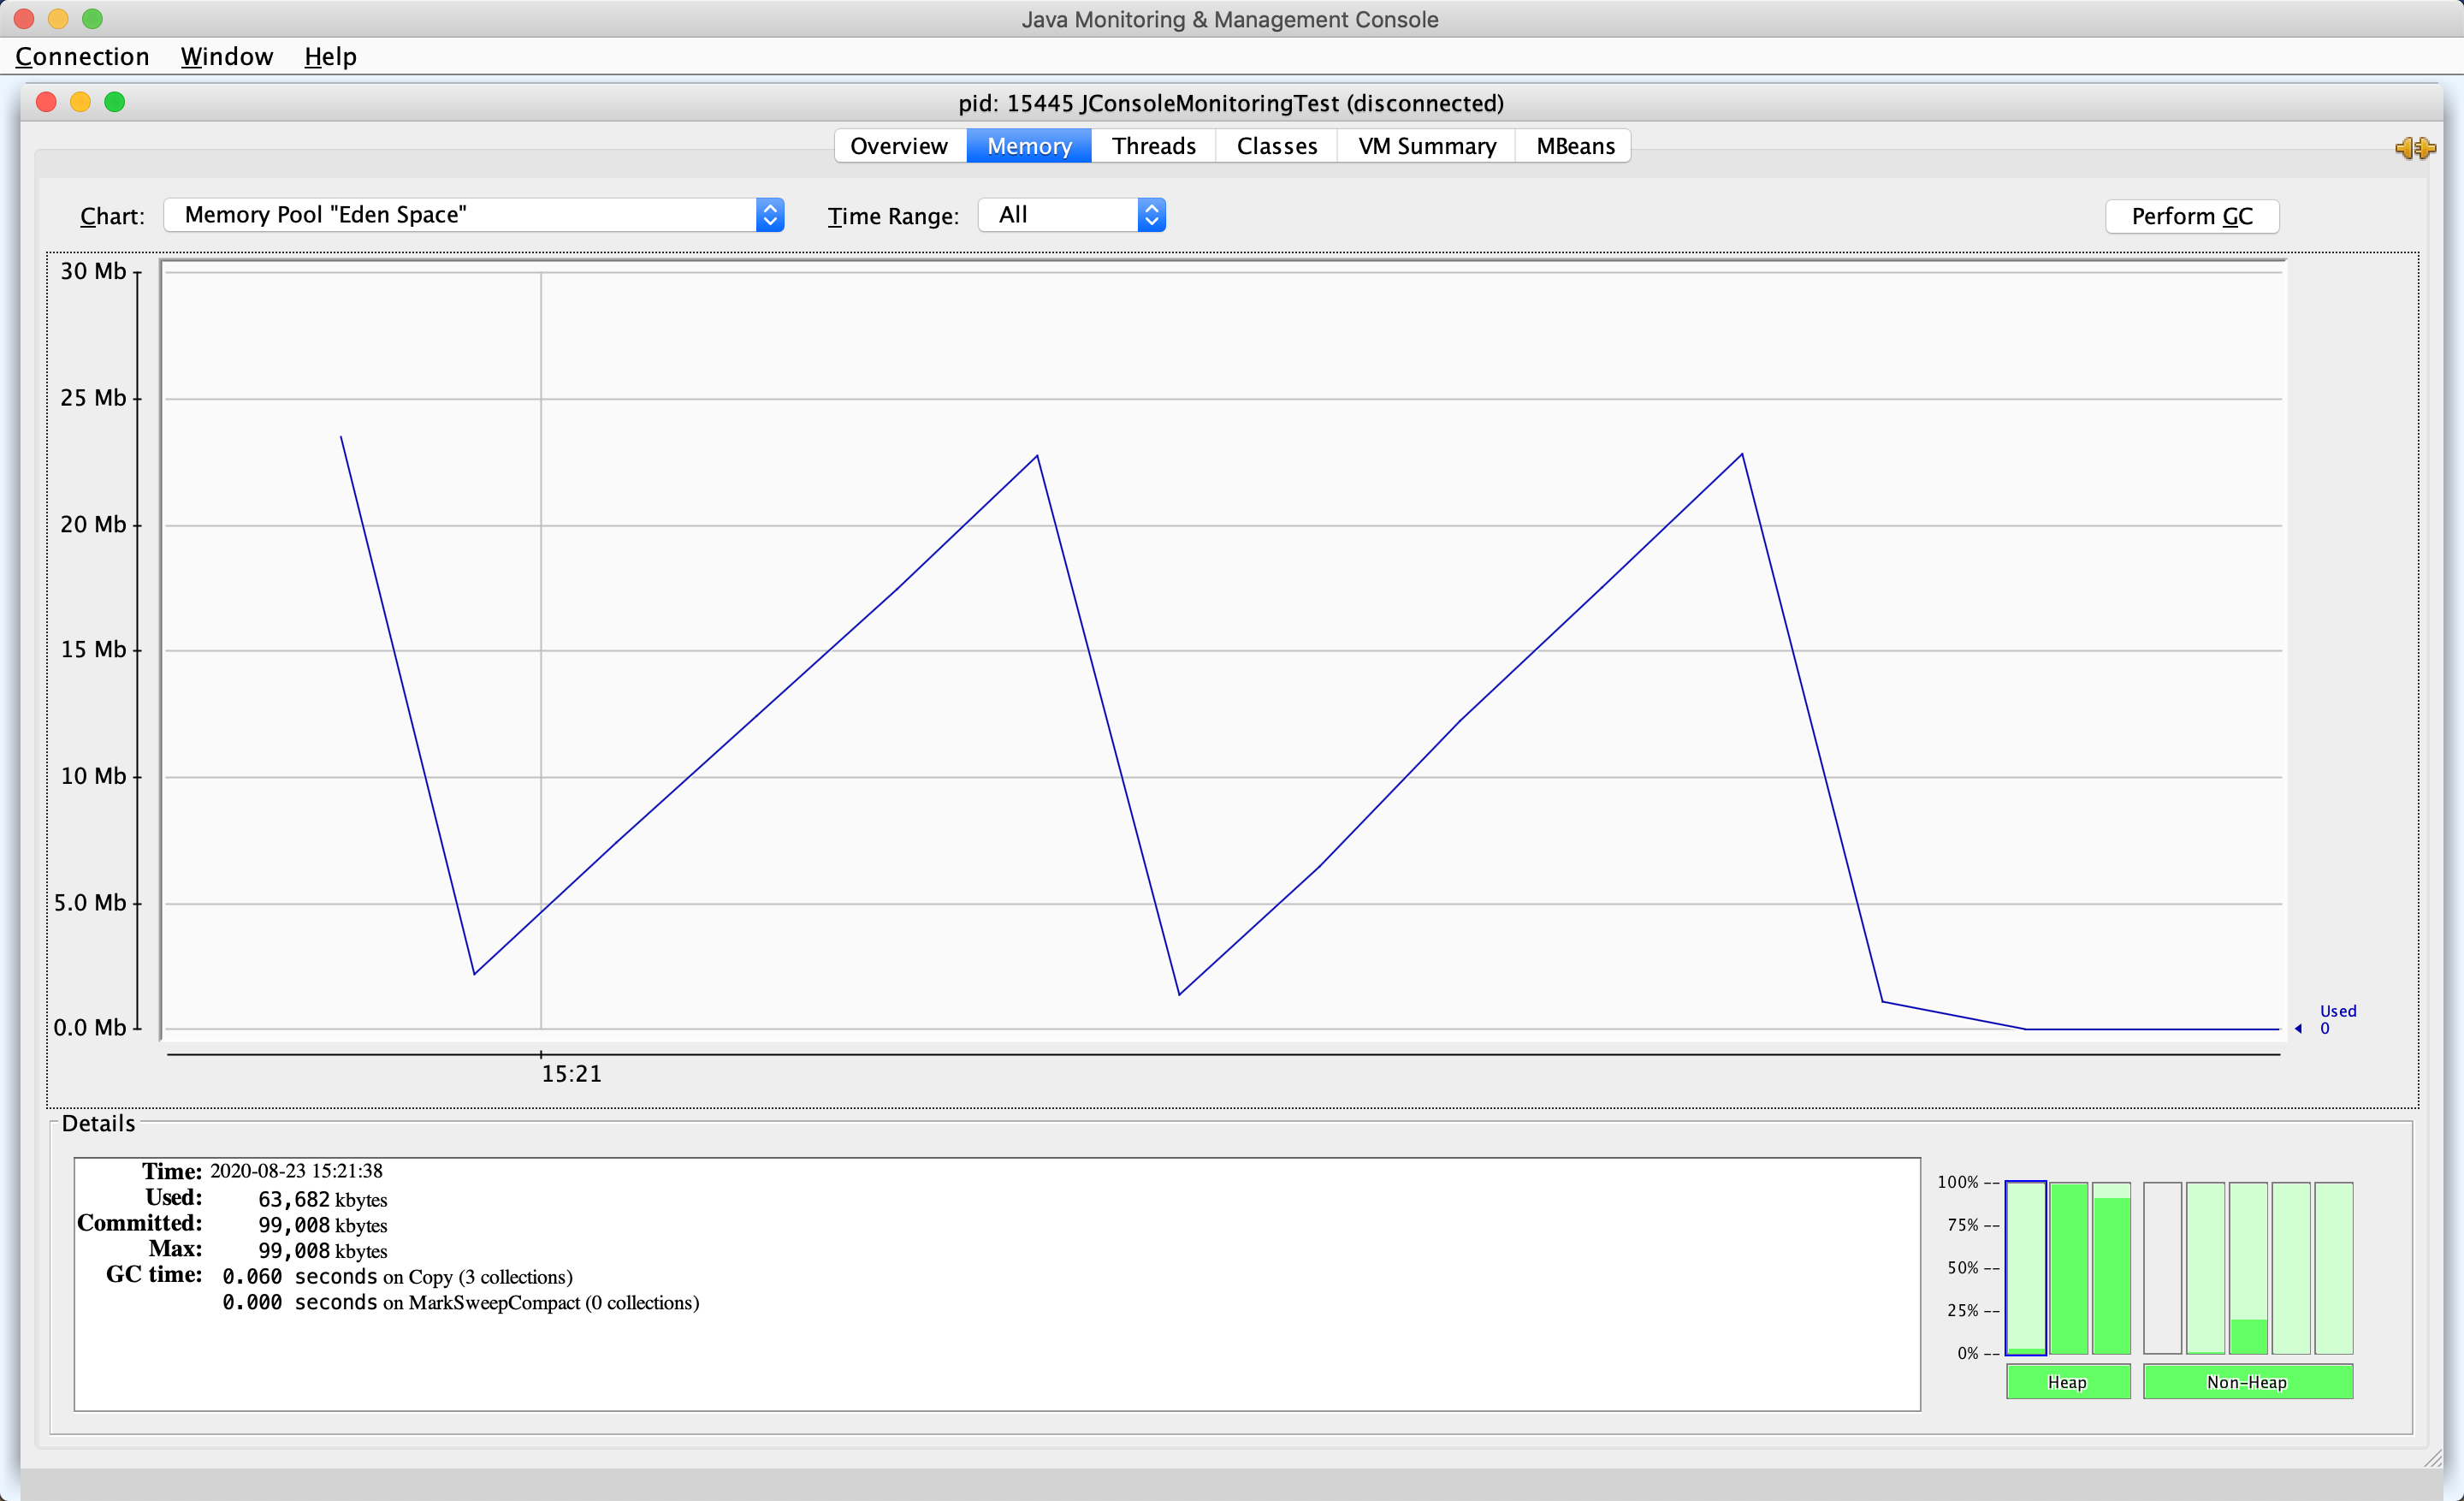 Java Monitoring & Management Console
Connection Window Help
pid: 15445 JConsoleMonitoringTest (disconnected)
Overview Memory Threads Classes VM Summary MBeans
Chart: Memory Pool "Eden Space" Time Range: All Perform GC
30 Mb
25 Mb
20 Mb
15 Mb
10 Mb
5.0 Mb
0.0 Mb
Used
0
15:21
Details
Time: 2020-08-23 15:21:38
Used: 63,682 kbytes
Committed: 99,008 kbytes
Max: 99,008 kbytes
GC time: 0.060 seconds on Copy (3 collections)
0.000 seconds on MarkSweepCompact (0 collections)
100% --
75% --
50% --
25% --
0% --
Heap Non-Heap